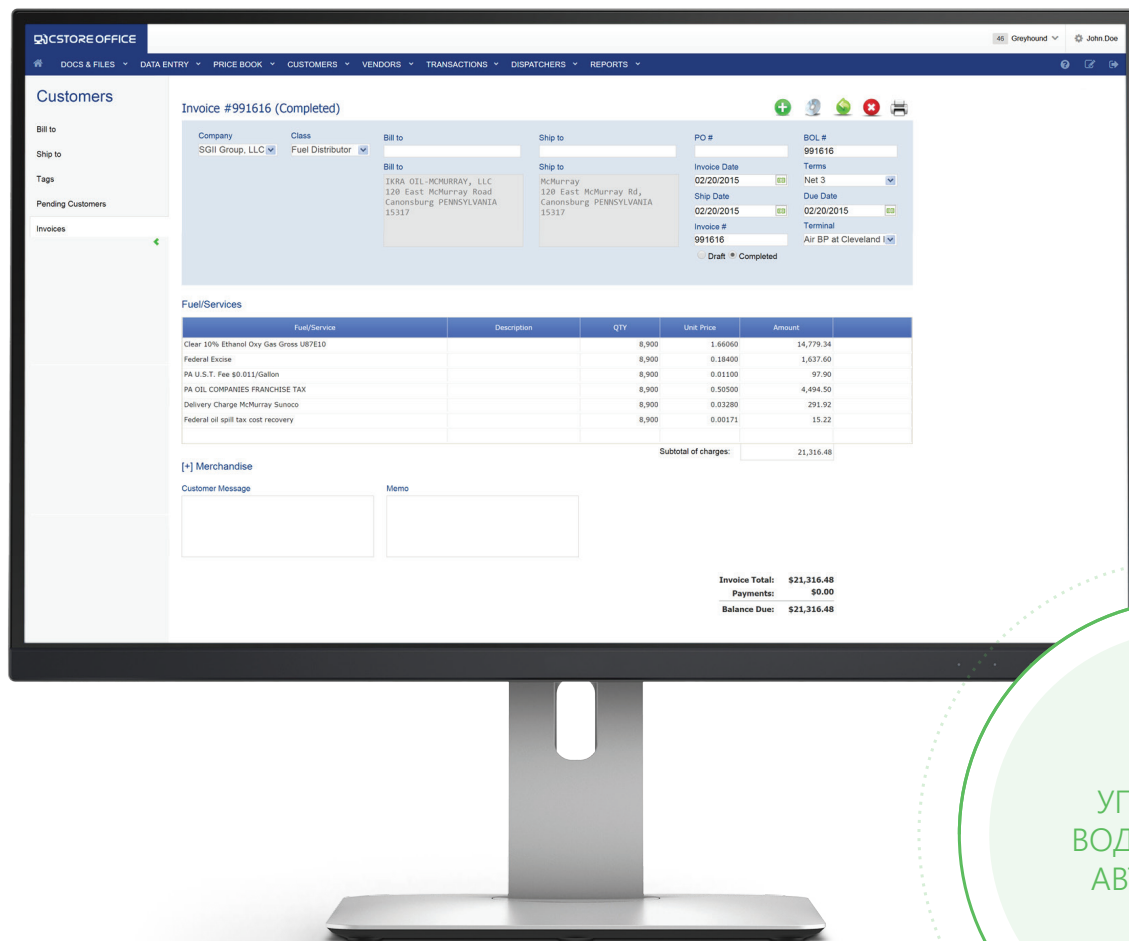 CSTOREOFFICE
46 Greyhound John.Doe
DOCS & FILES DATA ENTRY PRICE BOOK CUSTOMERS VENDORS TRANSACTIONS DISPATCHERS REPORTS
Customers
Bill to
Ship to
Tags
Pending Customers
Invoices
Invoice #991616 (Completed)
Company Class Bill to Ship to PO # BOL #
SGII Group, LLC Fuel Distributor 991616
Bill to Ship to Invoice Date Terms
IKRA OIL-MCMURRAY, LLC
120 East McMurray Road
Canonsburg PENNSYLVANIA
15317
McMurray
120 East McMurray Rd,
Canonsburg PENNSYLVANIA
15317
02/20/2015 Net 3
Ship Date Due Date
02/20/2015 02/20/2015
Invoice # Terminal
991616 Air BP at Cleveland
Draft Completed
Fuel/Services
Fuel/Service Description QTY Unit Price Amount
Clear 10% Ethanol Oxy Gas Gross U87E10 8,900 1.66060 14,779.34
Federal Excise 8,900 0.18400 1,637.60
PA U.S.T. Fee $0.011/Gallon 8,900 0.01100 97.90
PA OIL COMPANIES FRANCHISE TAX 8,900 0.50500 4,494.50
Delivery Charge McMurray Sunoco 8,900 0.03280 291.92
Federal oil spill tax cost recovery 8,900 0.00171 15.22
Subtotal of charges: 21,316.48
[+] Merchandise
Customer Message Memo
Invoice Total: $21,316.48
Payments: $0.00
Balance Due: $21,316.48